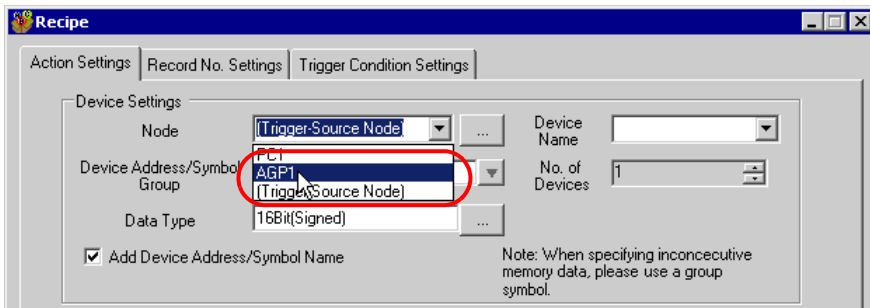 Recipe
Action Settings Record No. Settings Trigger Condition Settings
Device Settings
Node (Trigger-Source Node) ... Device Name
PC1
AGP1
(Trigger-Source Node)
Device Address/Symbol Group No. of Devices 1
Data Type 16Bit(Signed) ...
Add Device Address/Symbol Name
Note: When specifying inconcecutive
memory data, please use a group
symbol.